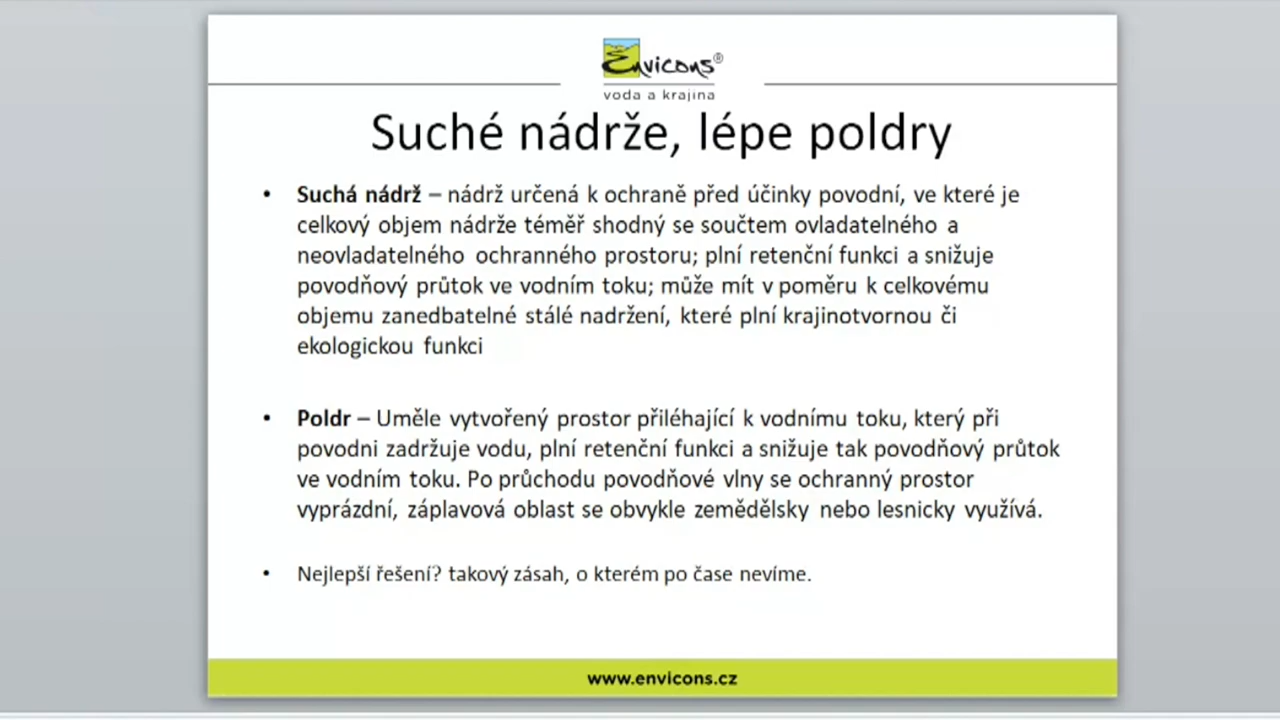 Envicons®
voda a krajina
Suché nádrže, lépe poldry
• Suchá nádrž – nádrž určená k ochraně před účinky povodní, ve které je
celkový objem nádrže téměř shodný se součtem ovladatelného a
neovladatelného ochranného prostoru; plní retenční funkci a snižuje
povodňový průtok ve vodním toku; může mít v poměru k celkovému
objemu zanedbatelné stálé nadržení, které plní krajinotvornou či
ekologickou funkci
• Poldr – Uměle vytvořený prostor přiléhající k vodnímu toku, který při
povodni zadržuje vodu, plní retenční funkci a snižuje tak povodňový průtok
ve vodním toku. Po průchodu povodňové vlny se ochranný prostor
vyprázdní, záplavová oblast se obvykle zemědělsky nebo lesnicky využívá.
• Nejlepší řešení? takový zásah, o kterém po čase nevíme.
www.envicons.cz